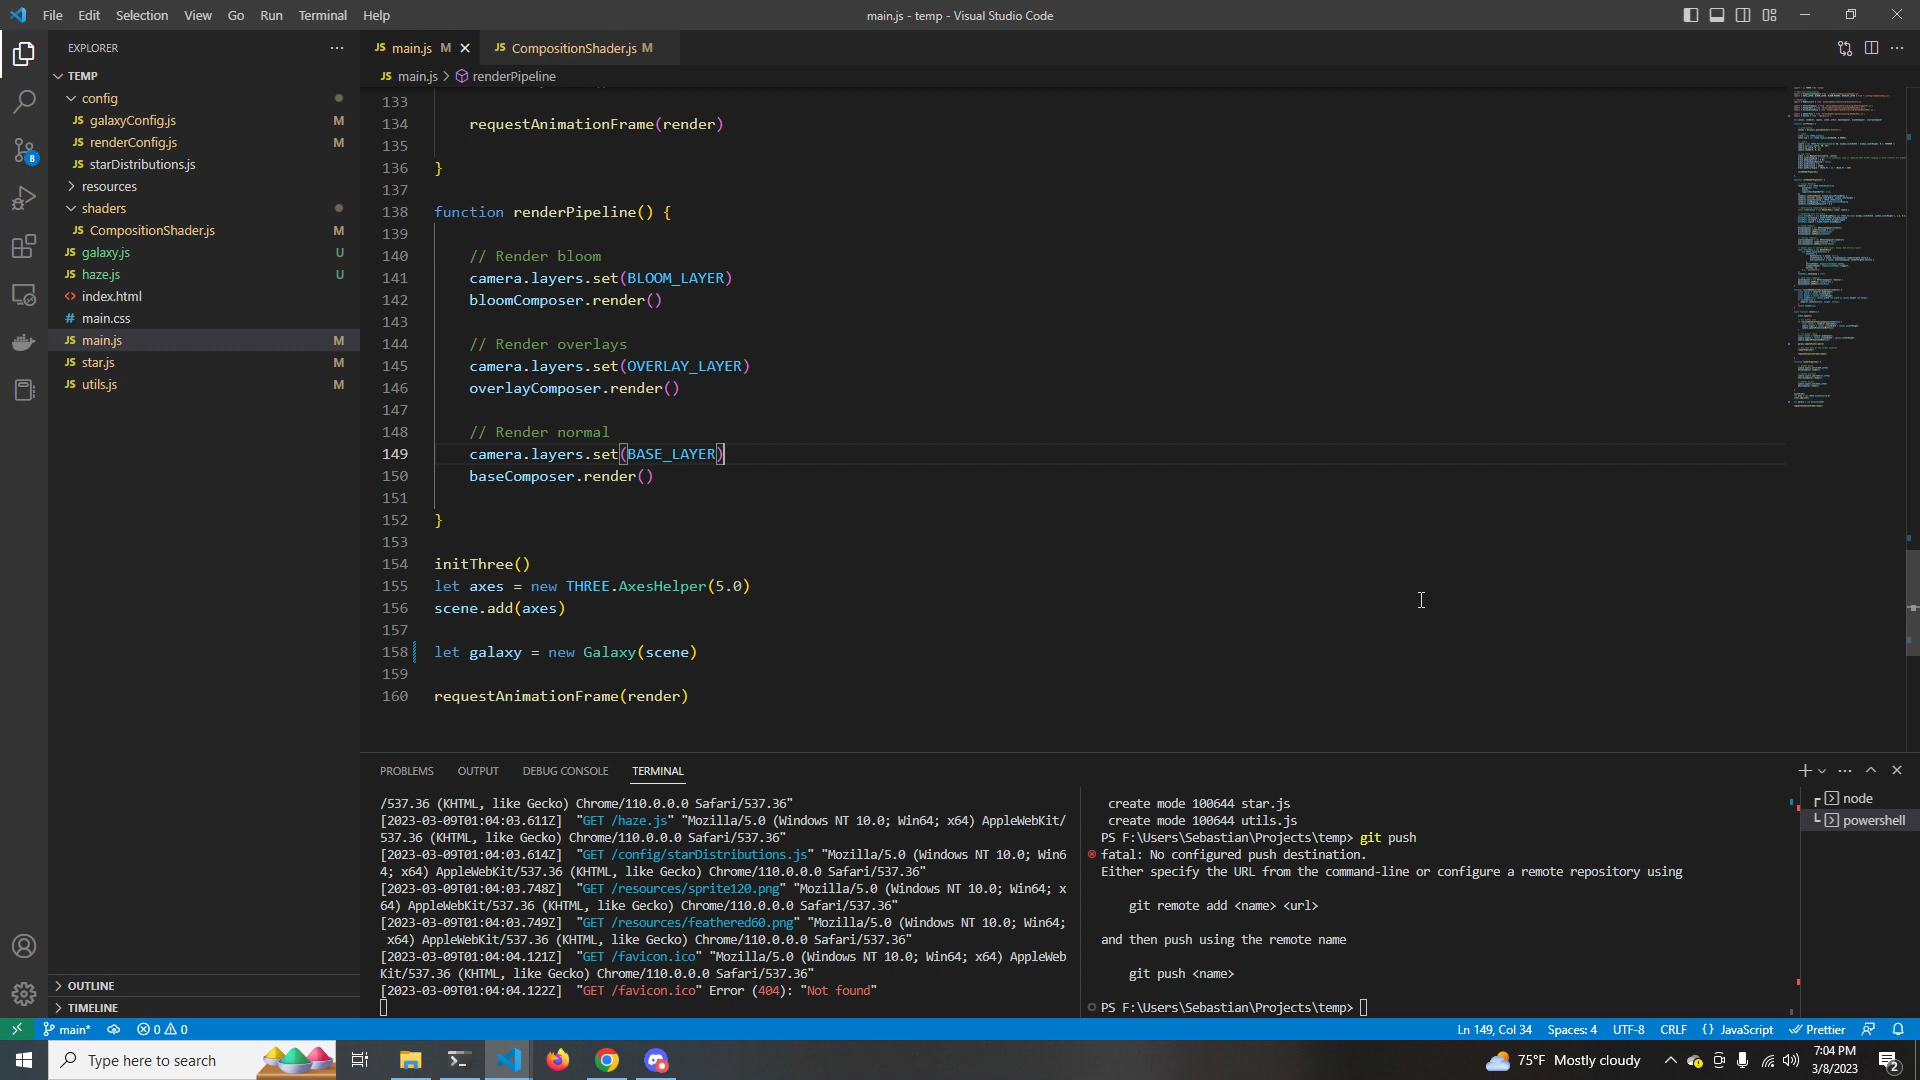 File Edit Selection View Go Run Terminal Help
main.js - temp - Visual Studio Code
EXPLORER
TEMP
config
JS galaxyConfig.js M
JS renderConfig.js M
JS starDistributions.js
resources
shaders
JS CompositionShader.js M
JS galaxy.js U
JS haze.js U
<> index.html
# main.css
JS main.js M
JS star.js M
JS utils.js M
OUTLINE
TIMELINE
8
JS main.js M
JS CompositionShader.js M
JS main.js > renderPipeline
133
134 requestAnimationFrame(render)
135
136 }
137
138 function renderPipeline() {
139
140 // Render bloom
141 camera.layers.set(BLOOM_LAYER)
142 bloomComposer.render()
143
144 // Render overlays
145 camera.layers.set(OVERLAY_LAYER)
146 overlayComposer.render()
147
148 // Render normal
149 camera.layers.set(BASE_LAYER)
150 baseComposer.render()
151
152 }
153
154 initThree()
155 let axes = new THREE.AxesHelper(5.0)
156 scene.add(axes)
157
158 let galaxy = new Galaxy(scene)
159
160 requestAnimationFrame(render)
PROBLEMS OUTPUT DEBUG CONSOLE TERMINAL
/537.36 (KHTML, like Gecko) Chrome/110.0.0.0 Safari/537.36"
[2023-03-09T01:04:03.611Z] "GET /haze.js" "Mozilla/5.0 (Windows NT 10.0; Win64; x64) AppleWebKit/
537.36 (KHTML, like Gecko) Chrome/110.0.0.0 Safari/537.36"
[2023-03-09T01:04:03.614Z] "GET /config/starDistributions.js" "Mozilla/5.0 (Windows NT 10.0; Win6
4; x64) AppleWebKit/537.36 (KHTML, like Gecko) Chrome/110.0.0.0 Safari/537.36"
[2023-03-09T01:04:03.748Z] "GET /resources/sprite120.png" "Mozilla/5.0 (Windows NT 10.0; Win64; x
64) AppleWebKit/537.36 (KHTML, like Gecko) Chrome/110.0.0.0 Safari/537.36"
[2023-03-09T01:04:03.749Z] "GET /resources/feathered60.png" "Mozilla/5.0 (Windows NT 10.0; Win64;
x64) AppleWebKit/537.36 (KHTML, like Gecko) Chrome/110.0.0.0 Safari/537.36"
[2023-03-09T01:04:04.121Z] "GET /favicon.ico" "Mozilla/5.0 (Windows NT 10.0; Win64; x64) AppleWeb
Kit/537.36 (KHTML, like Gecko) Chrome/110.0.0.0 Safari/537.36"
[2023-03-09T01:04:04.122Z] "GET /favicon.ico" Error (404): "Not found"
create mode 100644 star.js
create mode 100644 utils.js
PS F:\Users\Sebastian\Projects\temp> git push
fatal: No configured push destination.
Either specify the URL from the command-line or configure a remote repository using
git remote add <name> <url>
and then push using the remote name
git push <name>
PS F:\Users\Sebastian\Projects\temp>
node
powershell
main* 0 0
Ln 149, Col 34 Spaces: 4 UTF-8 CRLF {} JavaScript Prettier
Type here to search
75°F Mostly cloudy
7:04 PM
3/8/2023
2